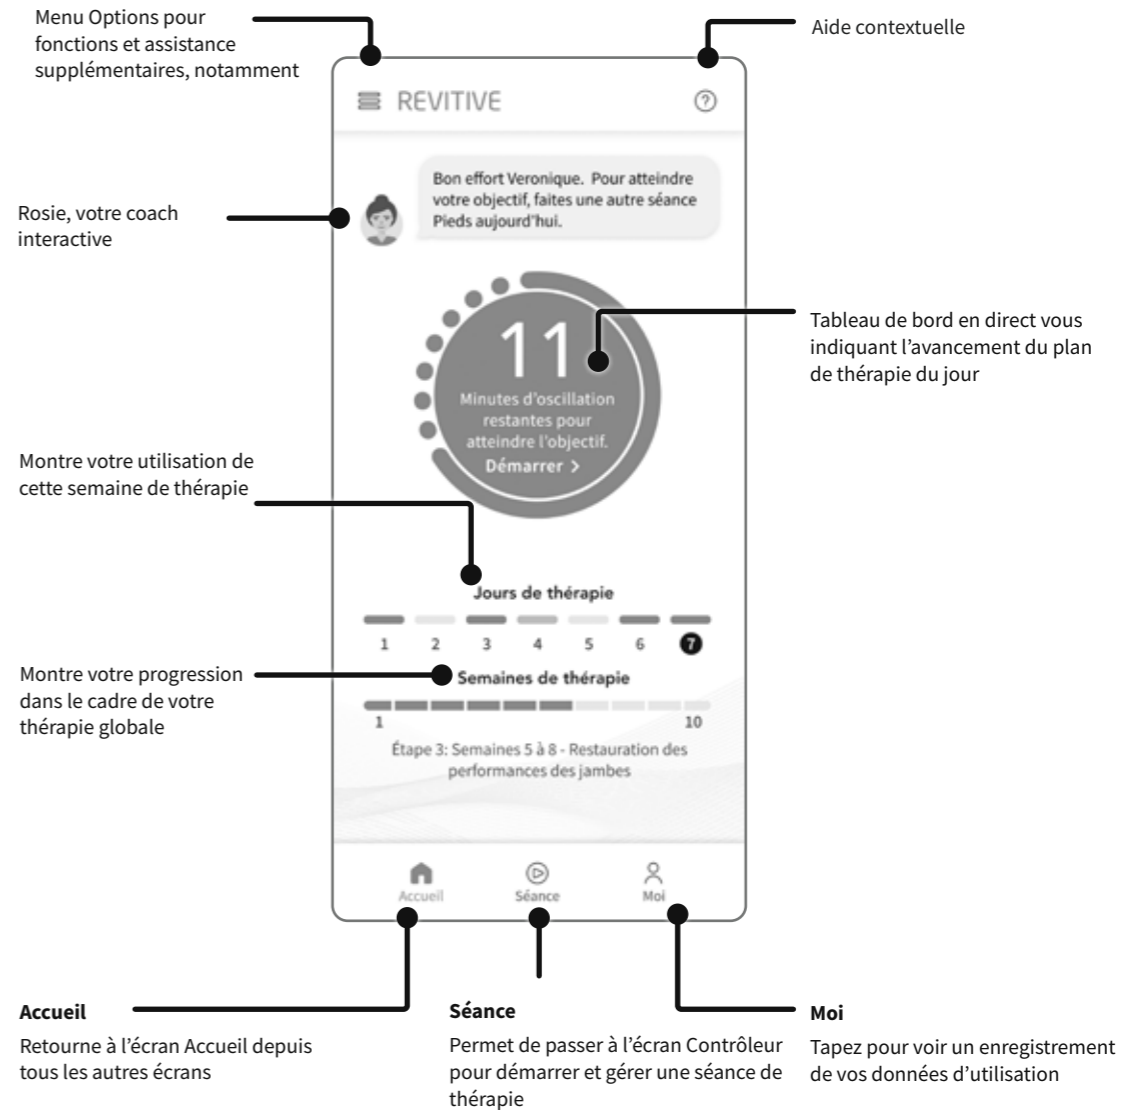 Menu Options pour
fonctions et assistance
supplémentaires, notamment
Aide contextuelle
REVITIVE
?
Bon effort Veronique. Pour atteindre
votre objectif, faites une autre séance
Pieds aujourd'hui.
Rosie, votre coach
interactive
11
Minutes d'oscillation
restantes pour
atteindre l'objectif.
Démarrer >
Tableau de bord en direct vous
indiquant l'avancement du plan
de thérapie du jour
Montre votre utilisation de
cette semaine de thérapie
Jours de thérapie
1 2 3 4 5 6 7
Montre votre progression
dans le cadre de votre
thérapie globale
Semaines de thérapie
1 10
Étape 3: Semaines 5 à 8 - Restauration des
performances des jambes
Accueil Séance Moi
Accueil
Retourne à l'écran Accueil depuis
tous les autres écrans
Séance
Permet de passer à l'écran Contrôleur
pour démarrer et gérer une séance de
thérapie
Moi
Tapez pour voir un enregistrement
de vos données d'utilisation